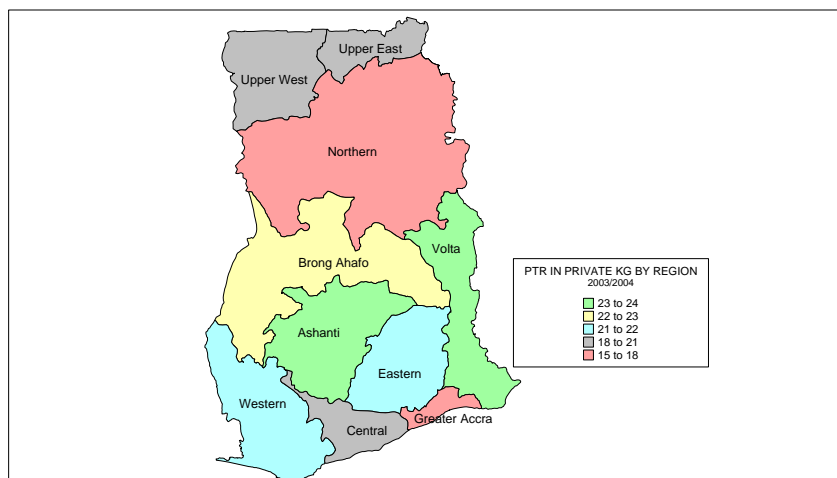 Upper East
Upper West
Northern
Volta
Brong Ahafo
PTR IN PRIVATE KG BY REGION
2003/2004
23 to 24
22 to 23
21 to 22
18 to 21
15 to 18
Ashanti
Eastern
Western
Greater Accra
Central